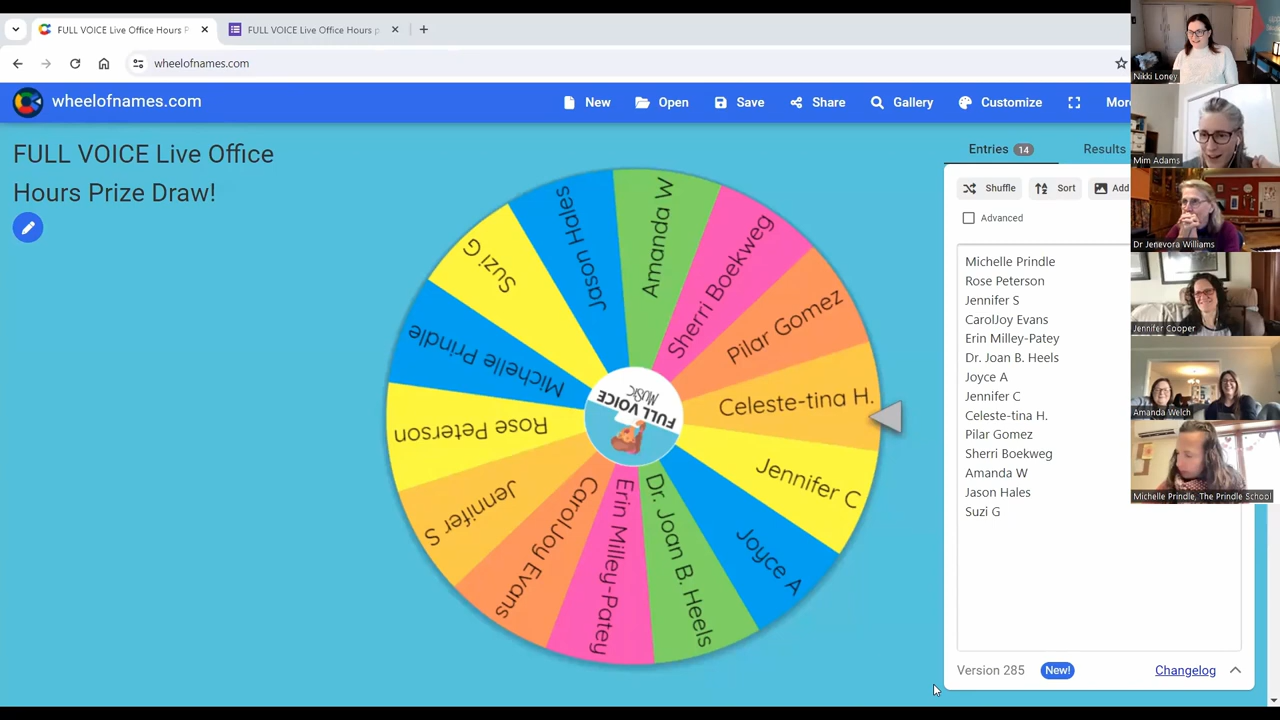 FULL VOICE Live Office Hours P
FULL VOICE Live Office Hours p
wheelofnames.com
wheelofnames.com
New
Open
Save
Share
Gallery
Customize
More
FULL VOICE Live Office
Hours Prize Draw!
Entries 14
Results
Shuffle
Sort
Add
Advanced
Michelle Prindle
Rose Peterson
Jennifer S
CarolJoy Evans
Erin Milley-Patey
Dr. Joan B. Heels
Joyce A
Jennifer C
Celeste-tina H.
Pilar Gomez
Sherri Boekweg
Amanda W
Jason Hales
Suzi G
Version 285
New!
Changelog
Amanda W
Sherri Boekweg
Pilar Gomez
Celeste-tina H.
Jennifer C
Joyce A
Dr. Joan B. Heels
Erin Milley-Patey
CarolJoy Evans
Jennifer S
Rose Peterson
Michelle Prindle
Suzi G
Jason Hales
FULL VOICE
MUSIC
Nikki Loney
Mim Adams
Dr Jenevora Williams
Jennifer Cooper
Amanda Welch
Michelle Prindle, The Prindle School